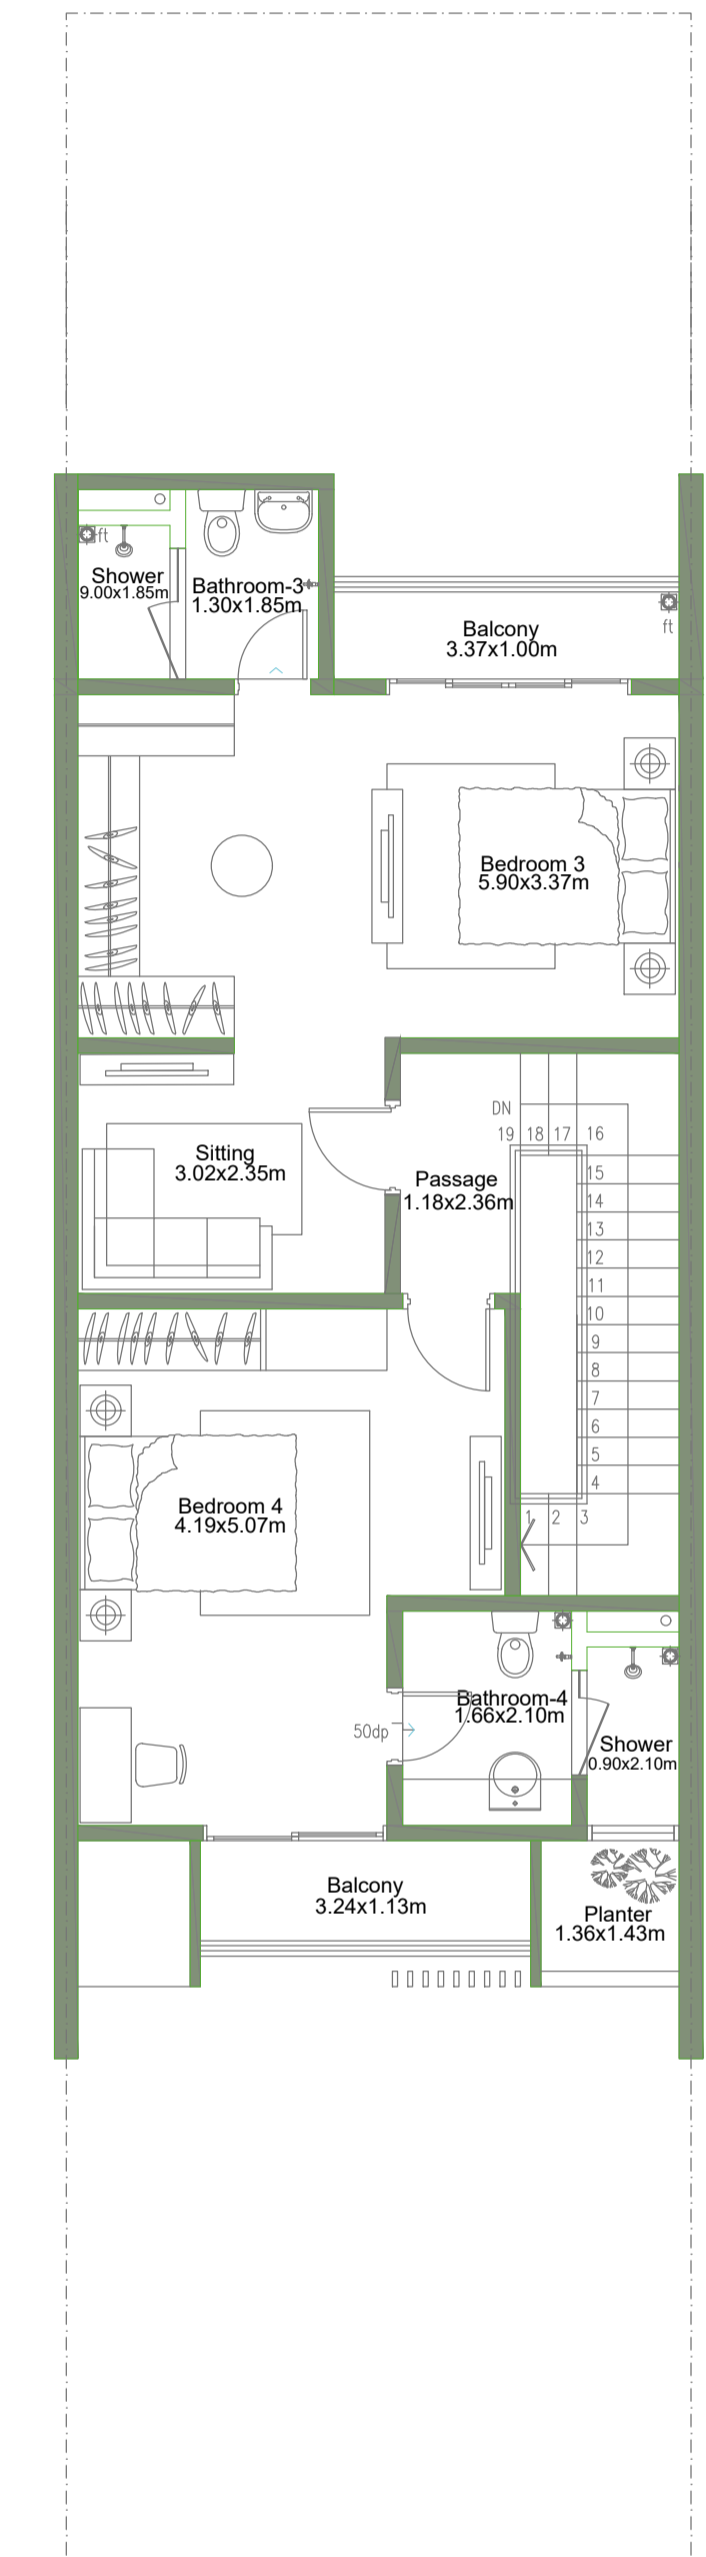 ft
Shower
9.00x1.85m
Bathroom-3
1.30x1.85m
Balcony
3.37x1.00m
ft
Bedroom 3
5.90x3.37m
DN
19 18 17 16
Sitting
3.02x2.35m
Passage
1.18x2.36m
15
14
13
12
11
10
9
8
7
6
5
4
1 2 3
Bedroom 4
4.19x5.07m
Bathroom-4
1.66x2.10m
50dp
Shower
0.90x2.10m
Balcony
3.24x1.13m
Planter
1.36x1.43m